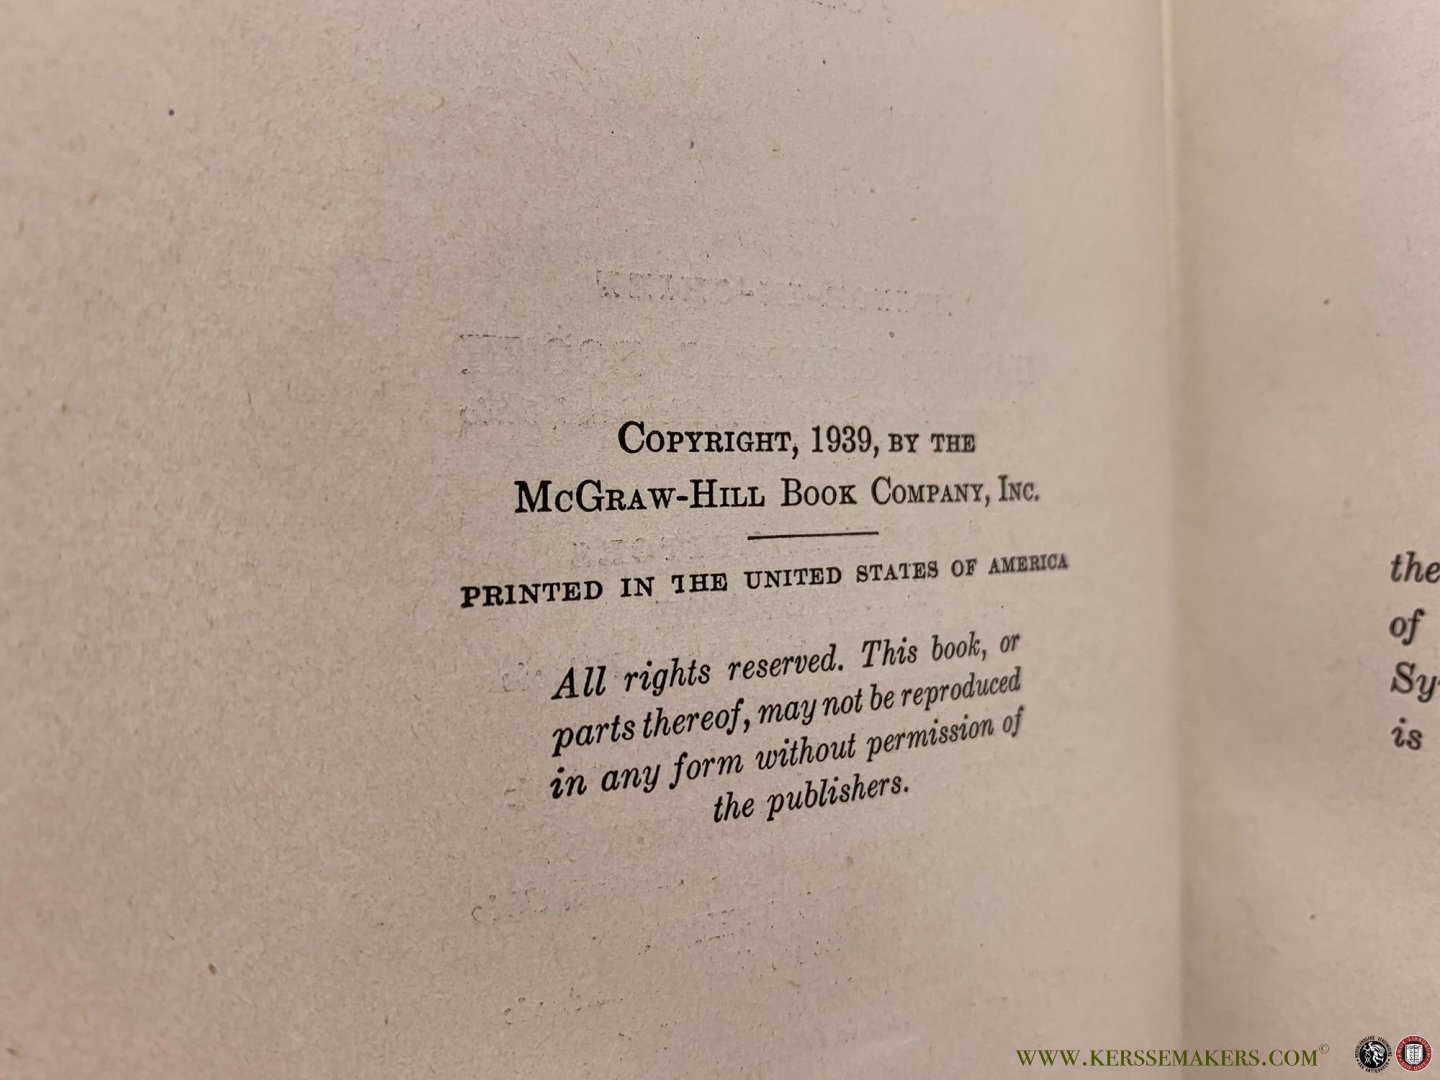 COPYRIGHT, 1939, BY THE
MCGRAW-HILL BOOK COMPANY, INC.
PRINTED IN THE UNITED STATES OF AMERICA
All rights reserved. This book, or
parts thereof, may not be reproduced
in any form without permission of
the publishers.
the
of
Sy
is
WWW.KERSSEMAKERS.COM©